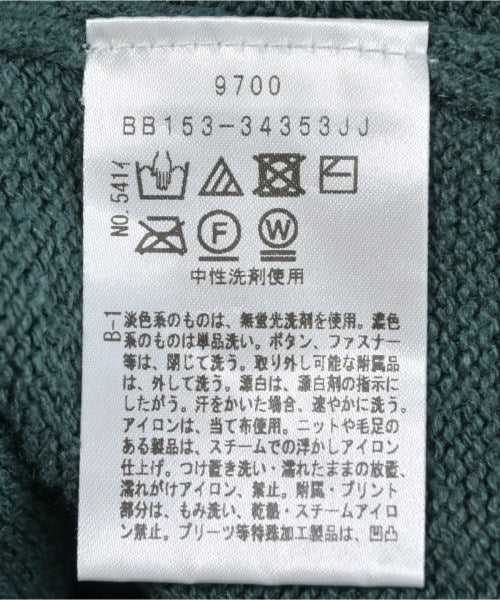 9700
BB153-34353JJ
NO.541イ
F
W
中性洗剤使用
B-1
淡色系のものは、無蛍光洗剤を使用。濃色
系のものは単品洗い。ボタン、ファスナー
等は、閉じて洗う。取り外し可能な附属品
は、外して洗う。漂白は、漂白剤の指示に
したがう。汗をかいた場合、速やかに洗う。
アイロンは、当て布使用。ニットや毛足の
ある製品は、スチームでの浮かしアイロン
仕上げ。つけ置き洗い・濡れたままの放置、
濡れがけアイロン、禁止。附属・プリント
部分は、もみ洗い、乾燥・スチームアイロ
ン禁止。プリーツ等特殊加工製品は、凹凸